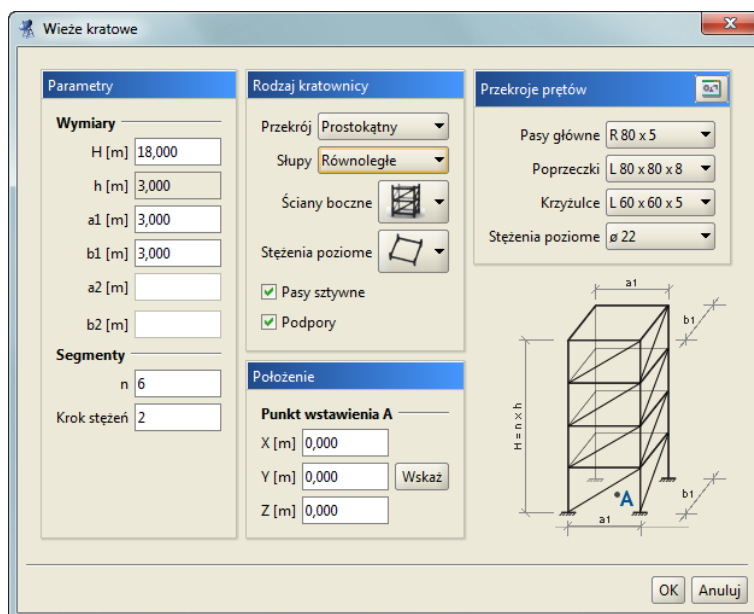 Wieże kratowe
Parametry
Wymiary
H [m] 18,000
h [m] 3,000
a1 [m] 3,000
b1 [m] 3,000
a2 [m]
b2 [m]
Segmenty
n 6
Krok stężeń 2
Rodzaj kratownicy
Przekrój Prostokątny
Słupy Równoległe
Ściany boczne
Stężenia poziome
Pasy sztywne
Podpory
Położenie
Punkt wstawienia A
X [m] 0,000
Y [m] 0,000 Wskaż
Z [m] 0,000
Przekroje prętów
Pasy główne R 80 x 5
Poprzeczki L 80 x 80 x 8
Krzyżulce L 60 x 60 x 5
Stężenia poziome ø 22
a1
b1
H = n x h
A
b1
a1
OK Anuluj